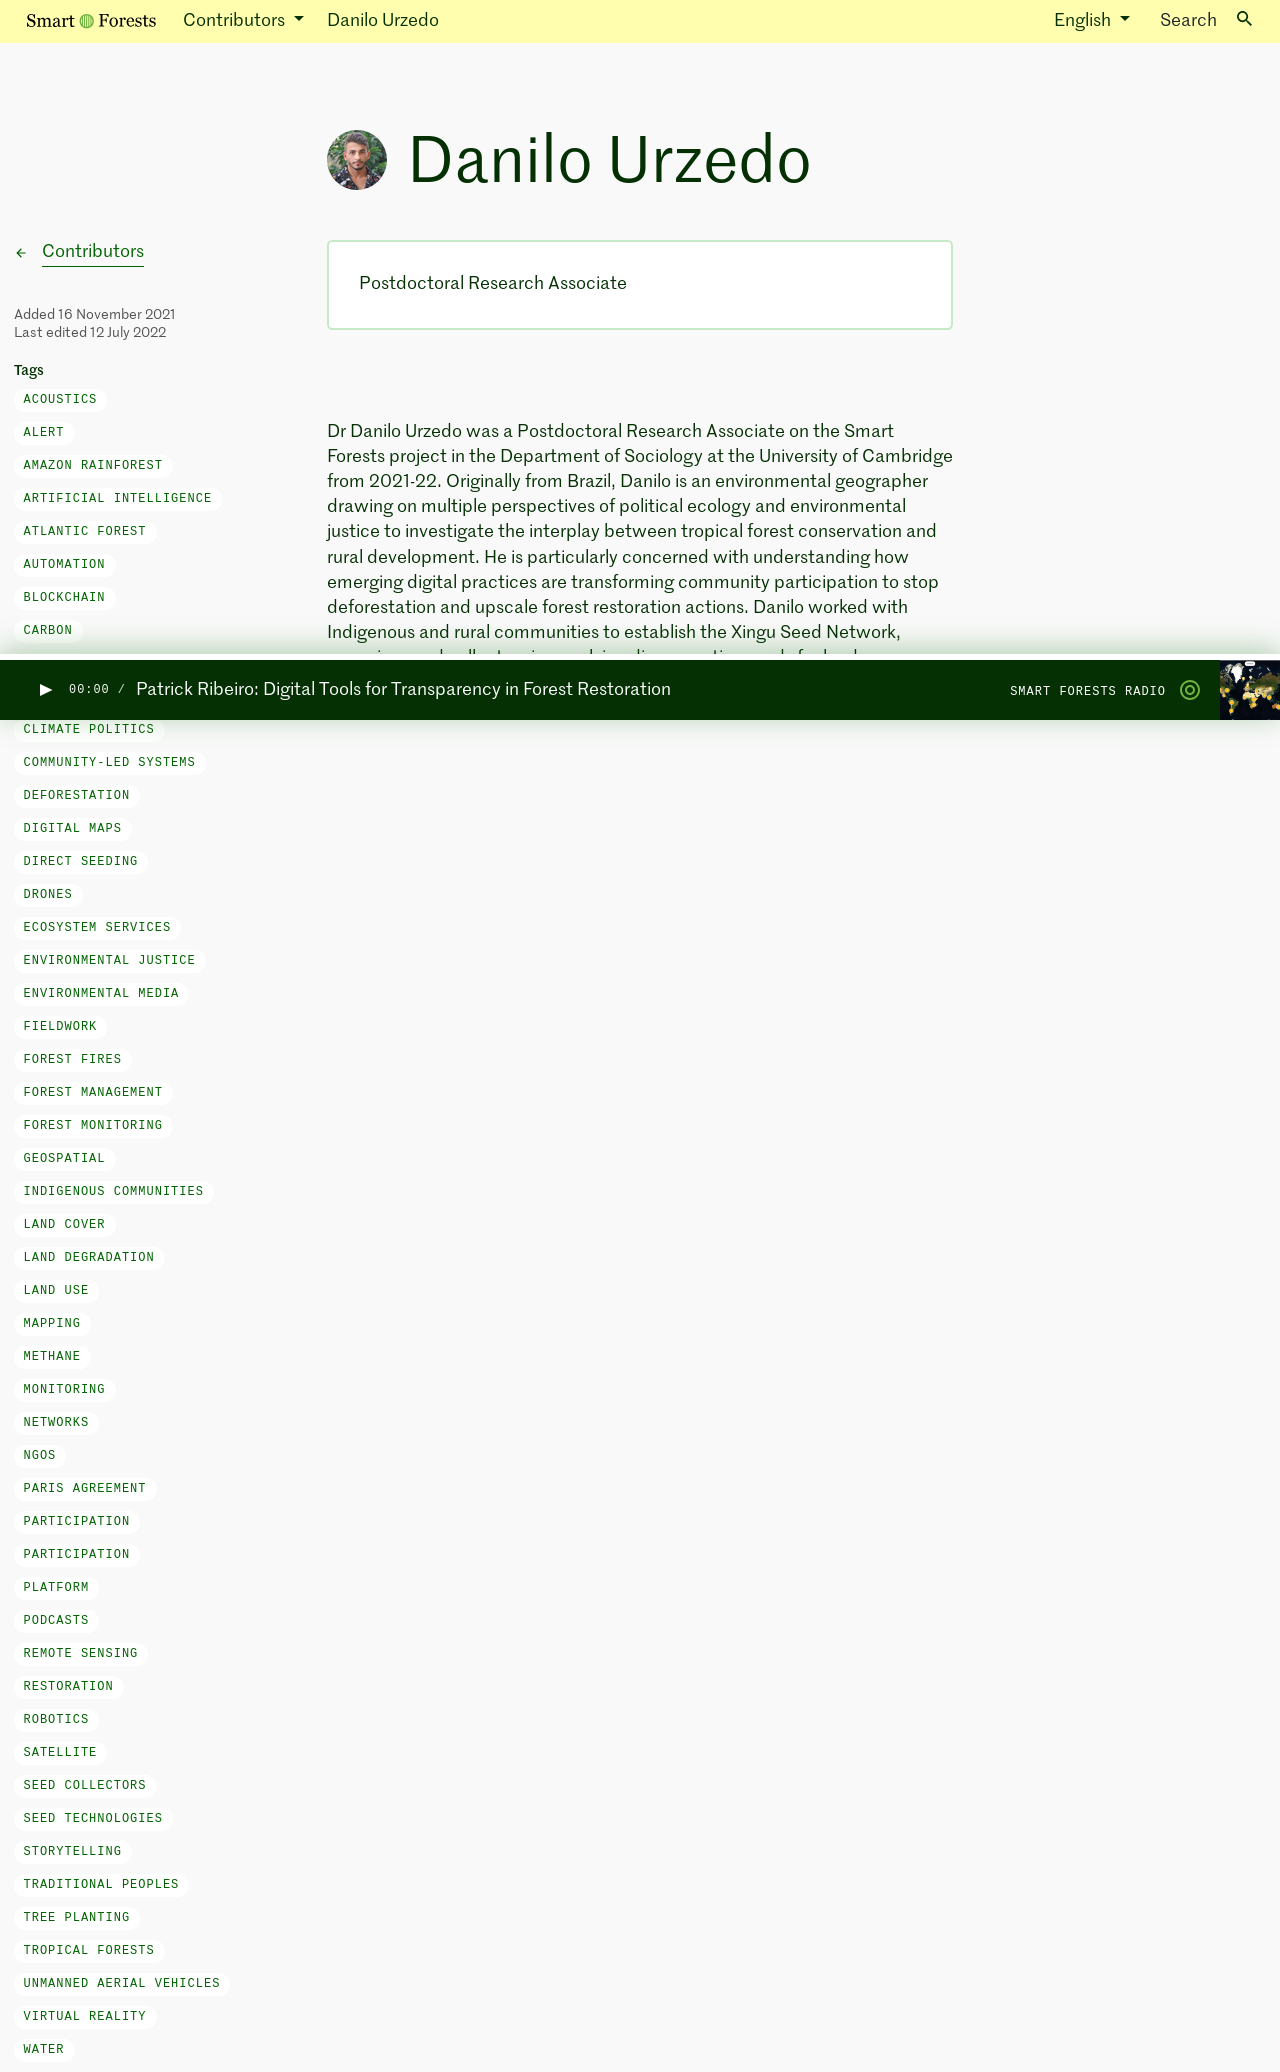 Smart Forests
Contributors
Danilo Urzedo
English
Search
Danilo Urzedo
← Contributors
Added 16 November 2021
Last edited 12 July 2022
Tags
ACOUSTICS
ALERT
AMAZON RAINFOREST
ARTIFICIAL INTELLIGENCE
ATLANTIC FOREST
AUTOMATION
BLOCKCHAIN
CARBON
Postdoctoral Research Associate
Dr Danilo Urzedo was a Postdoctoral Research Associate on the Smart
Forests project in the Department of Sociology at the University of Cambridge
from 2021-22. Originally from Brazil, Danilo is an environmental geographer
drawing on multiple perspectives of political ecology and environmental
justice to investigate the interplay between tropical forest conservation and
rural development. He is particularly concerned with understanding how
emerging digital practices are transforming community participation to stop
deforestation and upscale forest restoration actions. Danilo worked with
Indigenous and rural communities to establish the Xingu Seed Network,
00:00 / Patrick Ribeiro: Digital Tools for Transparency in Forest Restoration
SMART FORESTS RADIO
CLIMATE POLITICS
COMMUNITY-LED SYSTEMS
DEFORESTATION
DIGITAL MAPS
DIRECT SEEDING
DRONES
ECOSYSTEM SERVICES
ENVIRONMENTAL JUSTICE
ENVIRONMENTAL MEDIA
FIELDWORK
FOREST FIRES
FOREST MANAGEMENT
FOREST MONITORING
GEOSPATIAL
INDIGENOUS COMMUNITIES
LAND COVER
LAND DEGRADATION
LAND USE
MAPPING
METHANE
MONITORING
NETWORKS
NGOS
PARIS AGREEMENT
PARTICIPATION
PARTICIPATION
PLATFORM
PODCASTS
REMOTE SENSING
RESTORATION
ROBOTICS
SATELLITE
SEED COLLECTORS
SEED TECHNOLOGIES
STORYTELLING
TRADITIONAL PEOPLES
TREE PLANTING
TROPICAL FORESTS
UNMANNED AERIAL VEHICLES
VIRTUAL REALITY
WATER